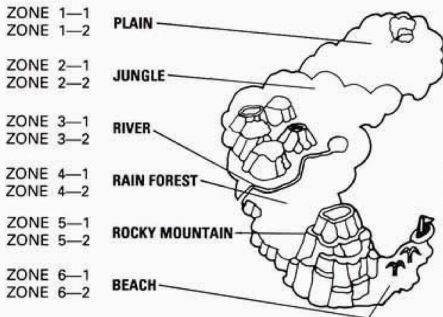 ZONE 1—1
ZONE 1—2
PLAIN
ZONE 2—1
ZONE 2—2
JUNGLE
ZONE 3—1
ZONE 3—2
RIVER
ZONE 4—1
ZONE 4—2
RAIN FOREST
ZONE 5—1
ZONE 5—2
ROCKY MOUNTAIN
ZONE 6—1
ZONE 6—2
BEACH